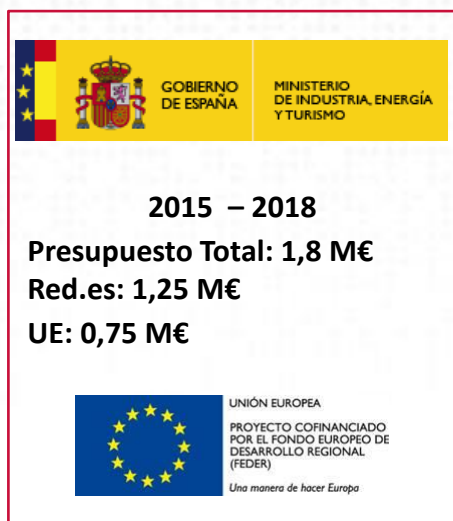 GOBIERNO
DE ESPAÑA
MINISTERIO
DE INDUSTRIA, ENERGÍA
Y TURISMO
2015 – 2018
Presupuesto Total: 1,8 M€
Red.es: 1,25 M€
UE: 0,75 M€
UNIÓN EUROPEA
PROYECTO COFINANCIADO
POR EL FONDO EUROPEO DE
DESARROLLO REGIONAL
(FEDER)
Una manera de hacer Europa